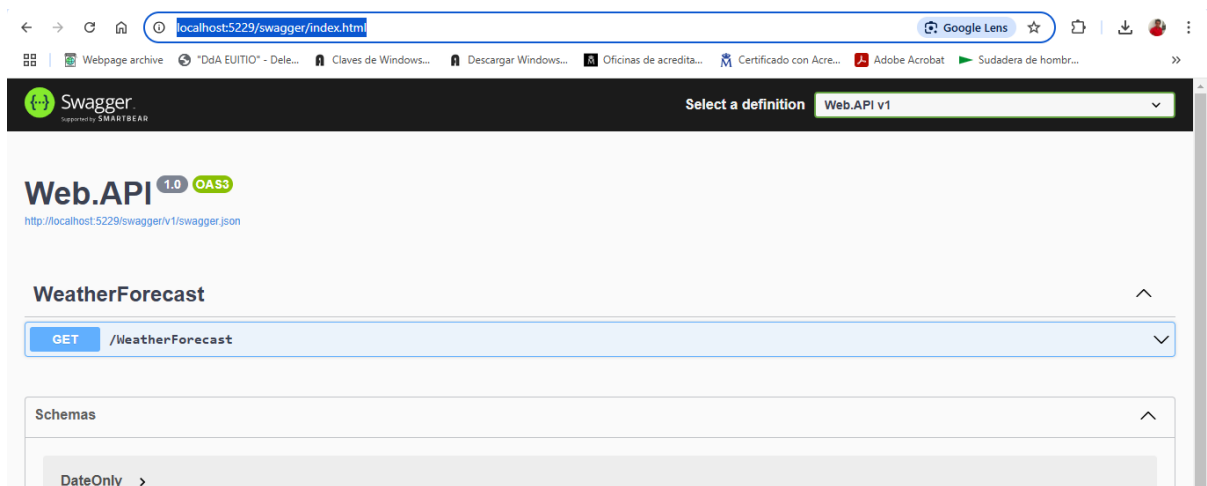 localhost:5229/swagger/index.html
Google Lens
Webpage archive
"DdA EUITIO" - Dele...
Claves de Windows...
Descargar Windows...
Oficinas de acredita...
Certificado con Acre...
Adobe Acrobat
Sudadera de hombr...
Swagger.
Supported by SMARTBEAR
Select a definition
Web.API v1
Web.API 1.0 OAS3
http://localhost:5229/swagger/v1/swagger.json
WeatherForecast
GET /WeatherForecast
Schemas
DateOnly